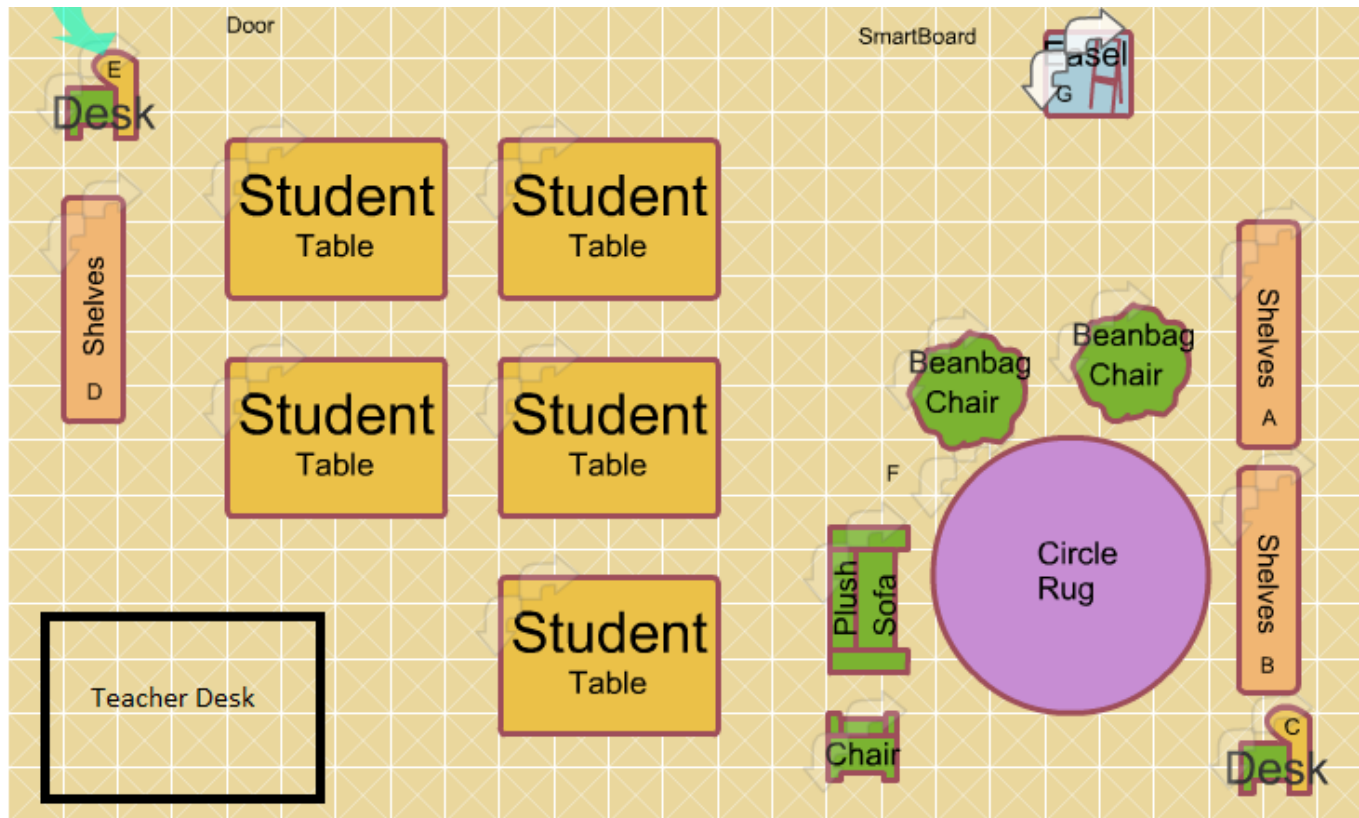 Door
SmartBoard
Easel
G
E
Desk
Student
Table
Student
Table
Shelves
D
Shelves
A
Beanbag
Chair
Beanbag
Chair
Student
Table
Student
Table
F
Circle
Rug
Plush
Sofa
Shelves
B
Student
Table
Teacher Desk
Chair
C
Desk